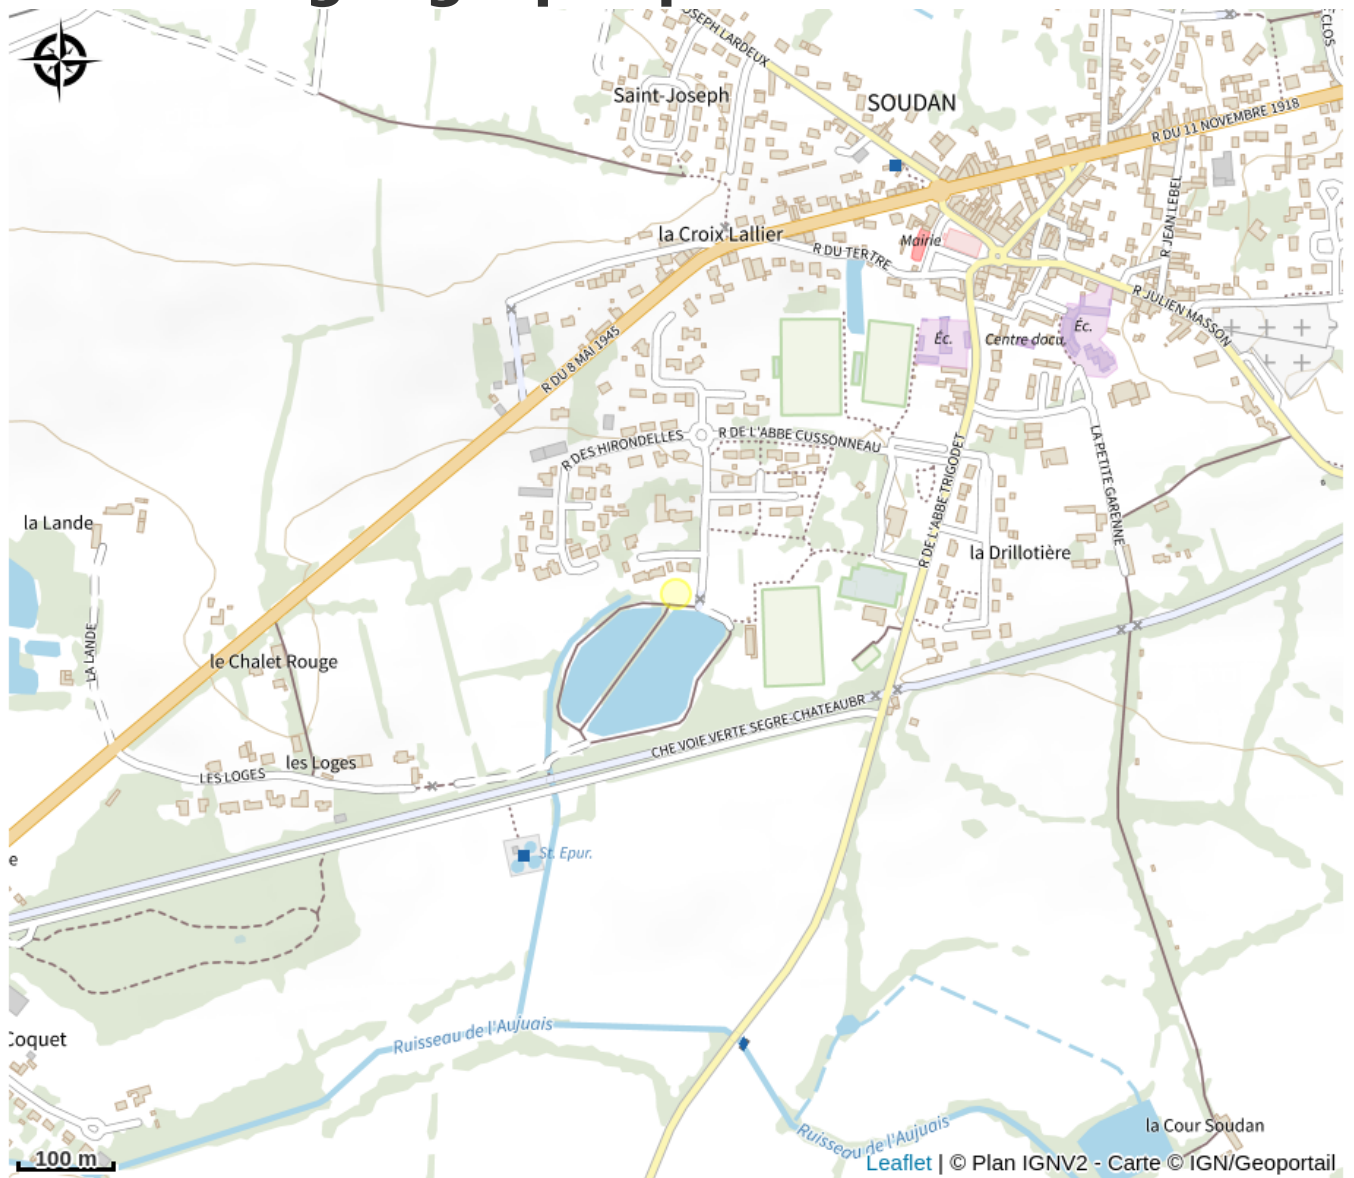 JOSEPH LARDEUX
CLOS
Saint-Joseph
SOUDAN
R DU 11 NOVEMBRE 1918
R JEAN LEBEL
la Croix Lallier
R DU TERTRE
Mairie
R JULIEN MASSON
Éc.
Centre docu.
Éc.
R DU 8 MAI 1945
R DES HIRONDELLES
R DE L'ABBE CUSSONNEAU
LA PETITE GARENNE
R DE L'ABBE TRIGODET
la Lande
la Drillotière
LA LANDE
le Chalet Rouge
CHE VOIE VERTE SEGRE-CHATEAUBR
les Loges
LES LOGES
St. Epur.
e
Coquet
Ruisseau de l'Aujuais
Ruisseau de l'Aujuais
la Cour Soudan
100 m
Leaflet | © Plan IGNV2 - Carte © IGN/Geoportail